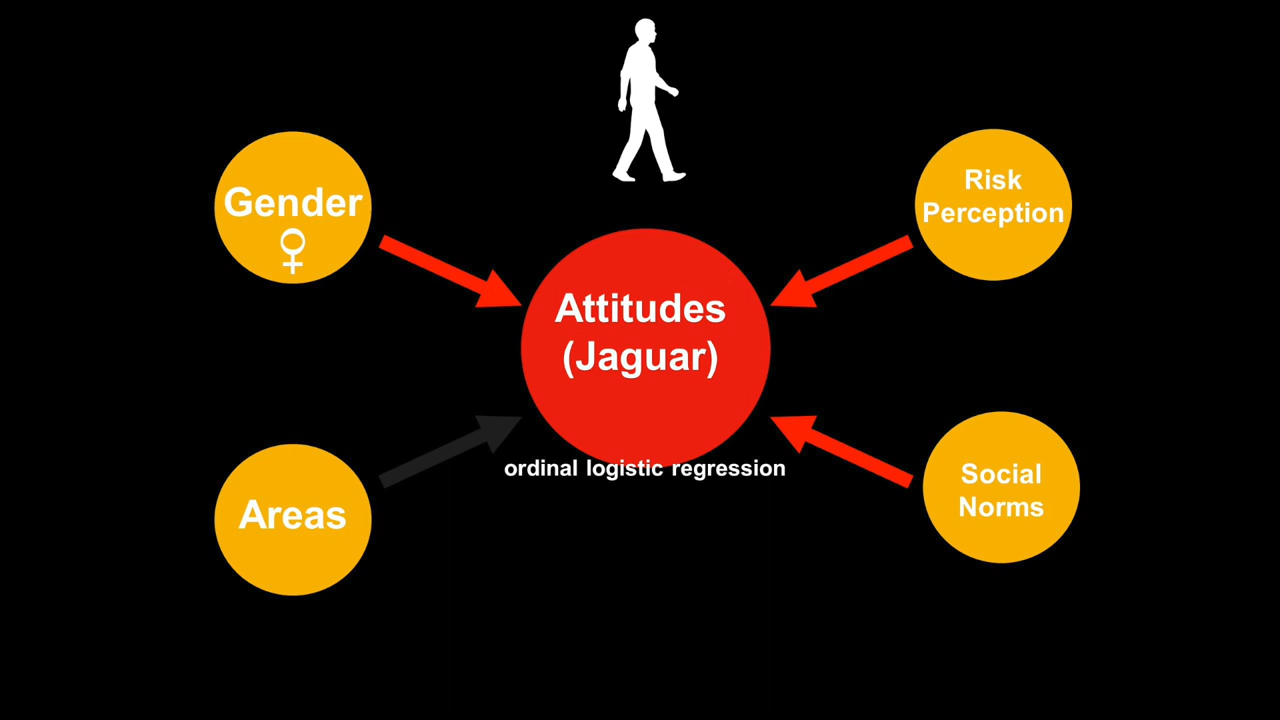 Gender
♀
Risk
Perception
Attitudes
(Jaguar)
ordinal logistic regression
Areas
Social
Norms